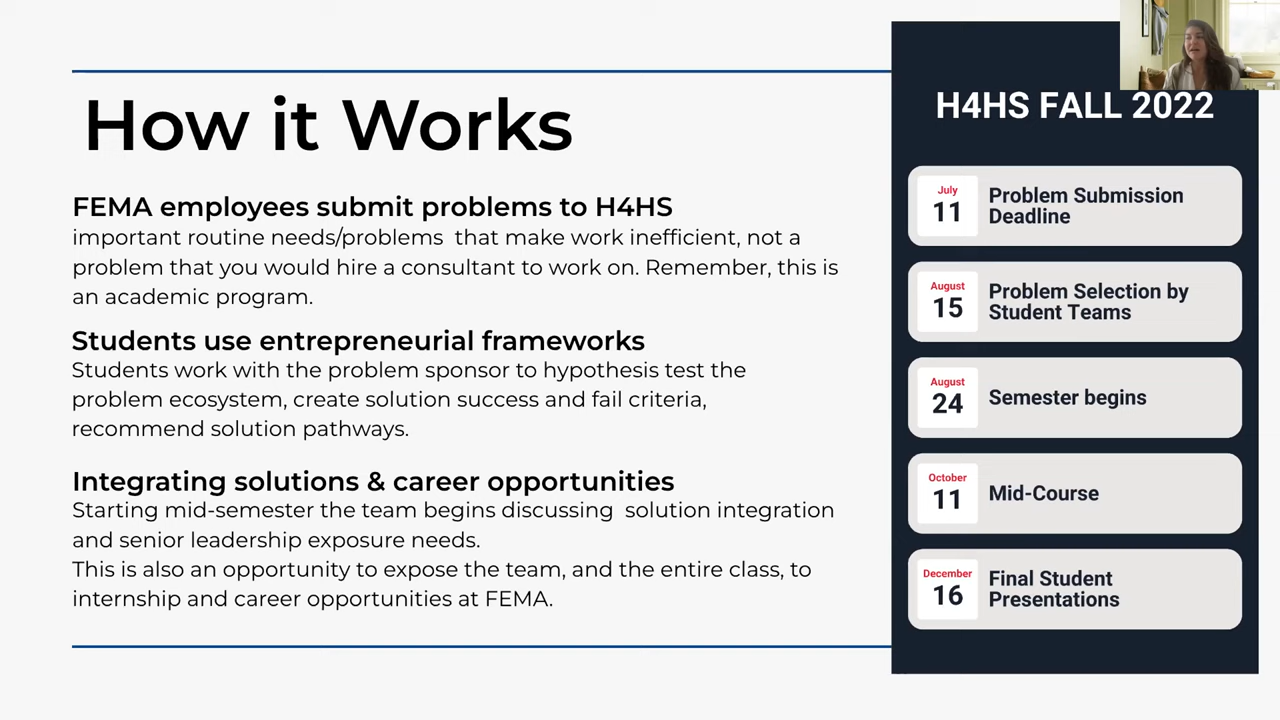 How it Works
FEMA employees submit problems to H4HS
important routine needs/problems  that make work inefficient, not a
problem that you would hire a consultant to work on. Remember, this is
an academic program.
Students use entrepreneurial frameworks
Students work with the problem sponsor to hypothesis test the
problem ecosystem, create solution success and fail criteria,
recommend solution pathways.
Integrating solutions & career opportunities
Starting mid-semester the team begins discussing  solution integration
and senior leadership exposure needs.
This is also an opportunity to expose the team, and the entire class, to
internship and career opportunities at FEMA.
H4HS FALL 2022
July
11
Problem Submission
Deadline
August
15
Problem Selection by
Student Teams
August
24
Semester begins
October
11
Mid-Course
December
16
Final Student
Presentations